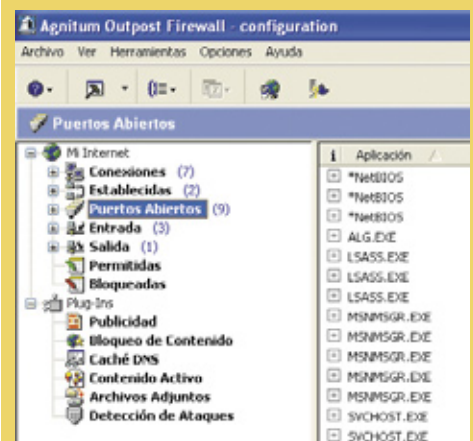 Agnitum Outpost Firewall - configuration
Archivo Ver Herramientas Opciones Ayuda
Puertos Abiertos
Mi Internet
Conexiones (7)
Establecidas (2)
Puertos Abiertos (9)
Entrada (3)
Salida (1)
Permitidas
Bloqueadas
Plug-Ins
Publicidad
Bloqueo de Contenido
Caché DNS
Contenido Activo
Archivos Adjuntos
Detección de Ataques
Aplicación
*NetBIOS
*NetBIOS
*NetBIOS
ALG.EXE
LSASS.EXE
LSASS.EXE
LSASS.EXE
MSNMSGR.EXE
MSNMSGR.EXE
MSNMSGR.EXE
MSNMSGR.EXE
MSNMSGR.EXE
SVCHOST.EXE
SVCHOST.EXE